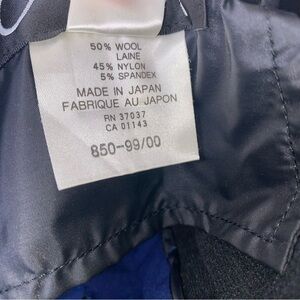 50% WOOL
LAINE
45% NYLON
5% SPANDEX
MADE IN JAPAN
FABRIQUE AU JAPON
RN 37037
CA 01143
850-99/00